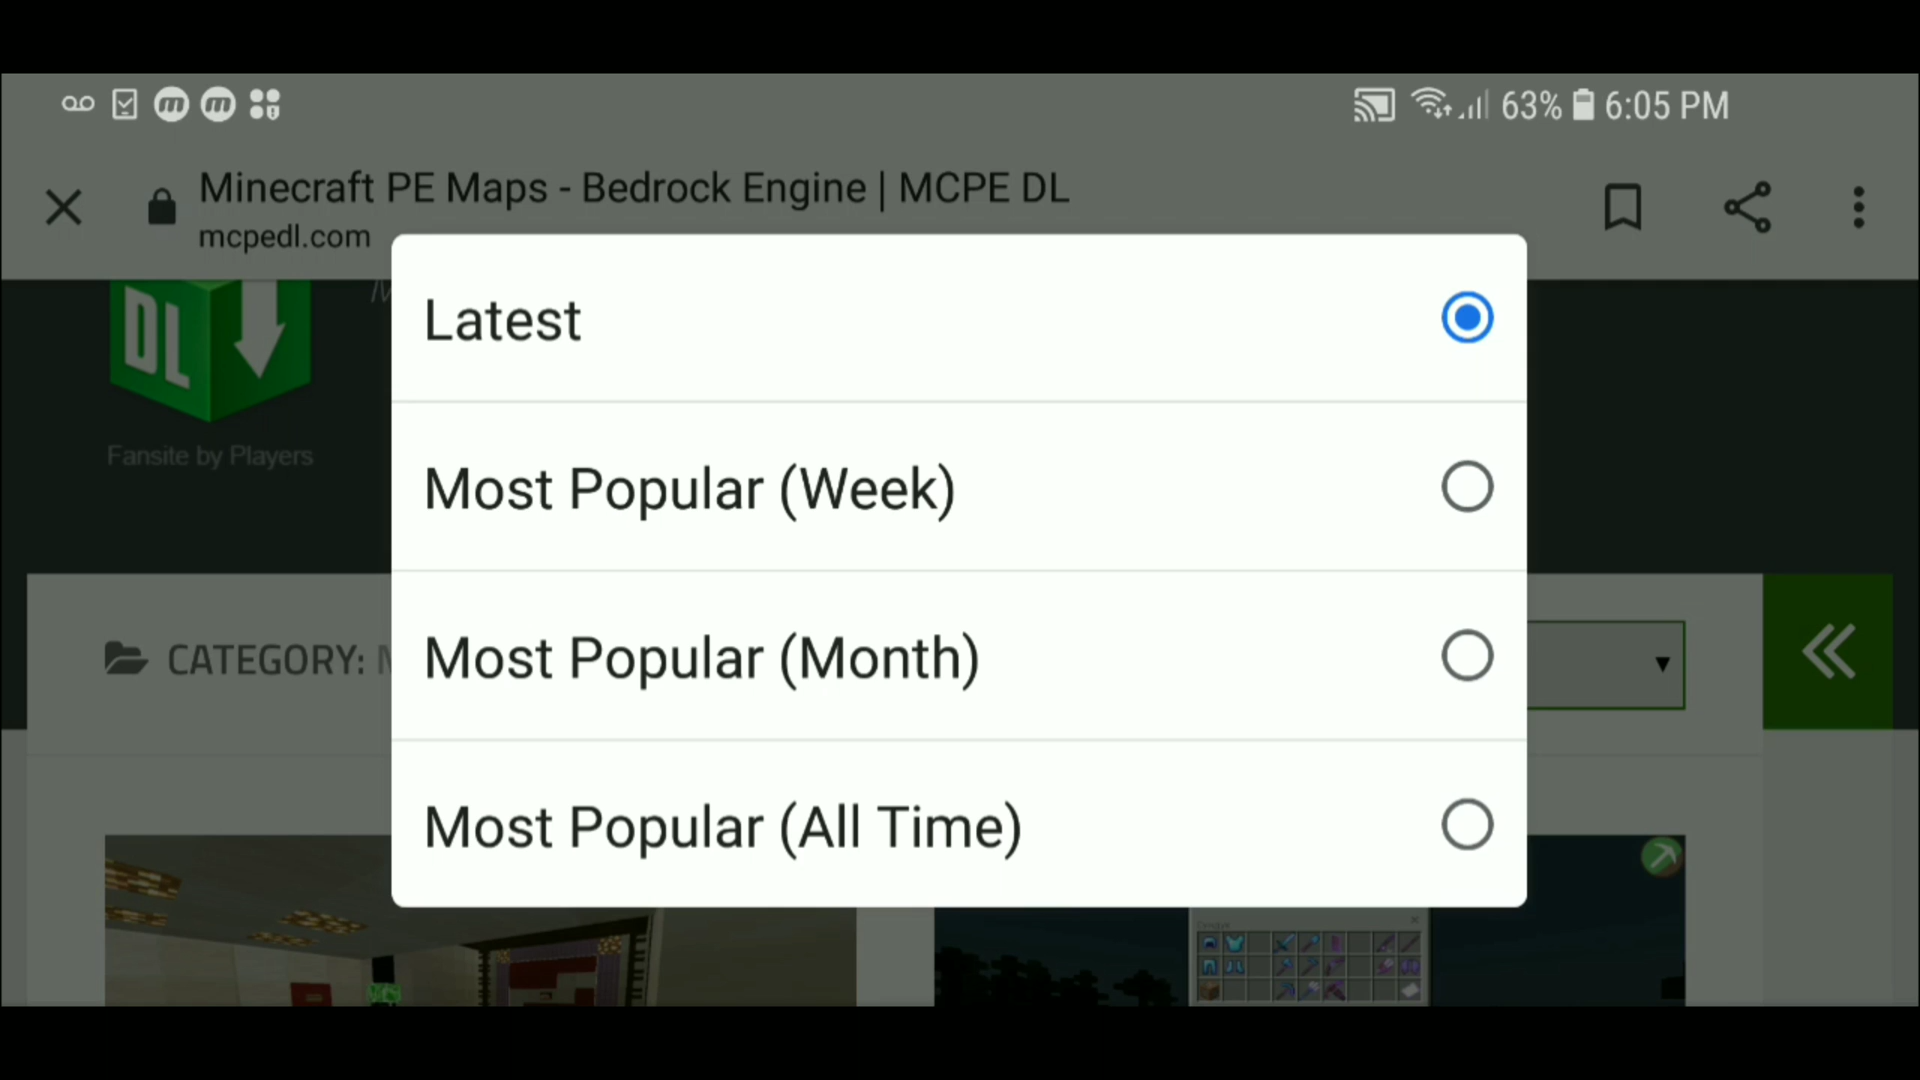 63% 6:05 PM
Minecraft PE Maps - Bedrock Engine | MCPE DL
mcpedl.com
DL
Fansite by Players
Latest
Most Popular (Week)
Most Popular (Month)
Most Popular (All Time)
CATEGORY: